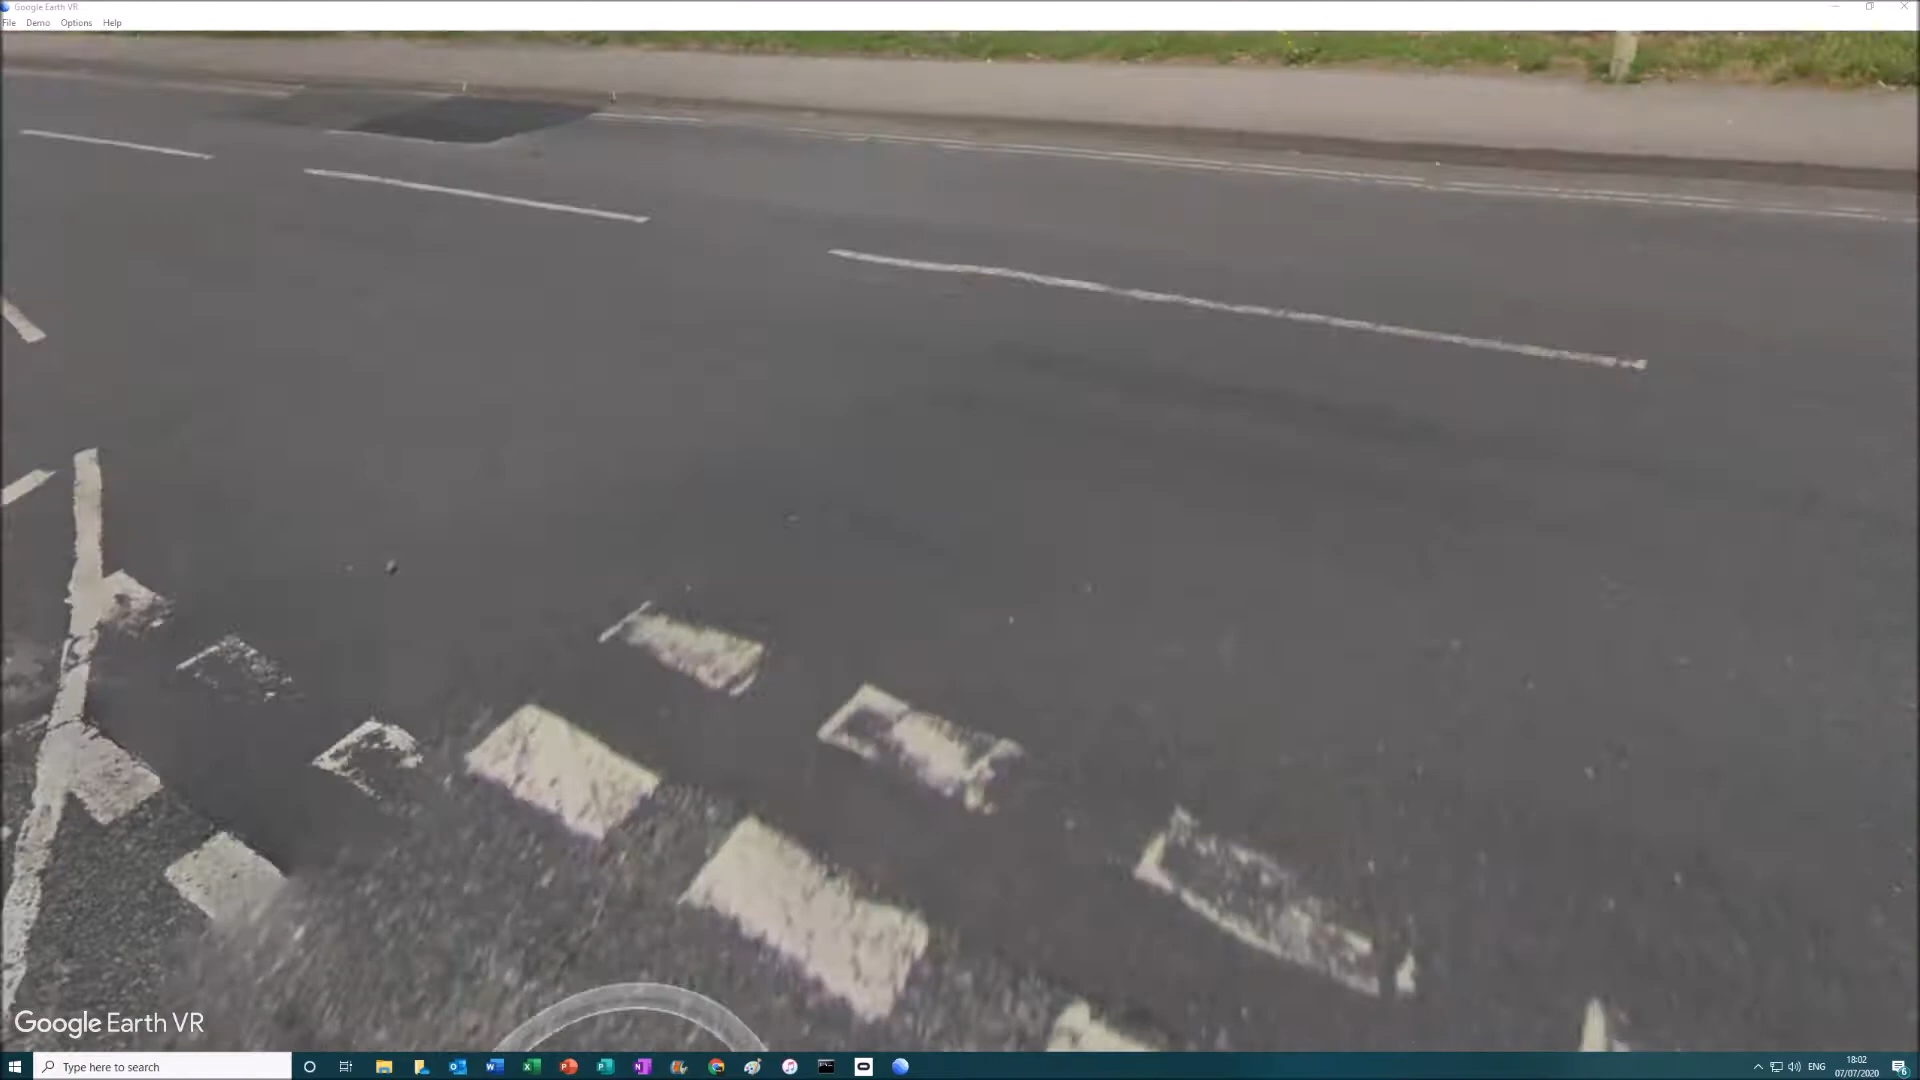 Google Earth VR
File Demo Options Help
Google Earth VR
Type here to search
ENG
18:02
07/07/2020
6